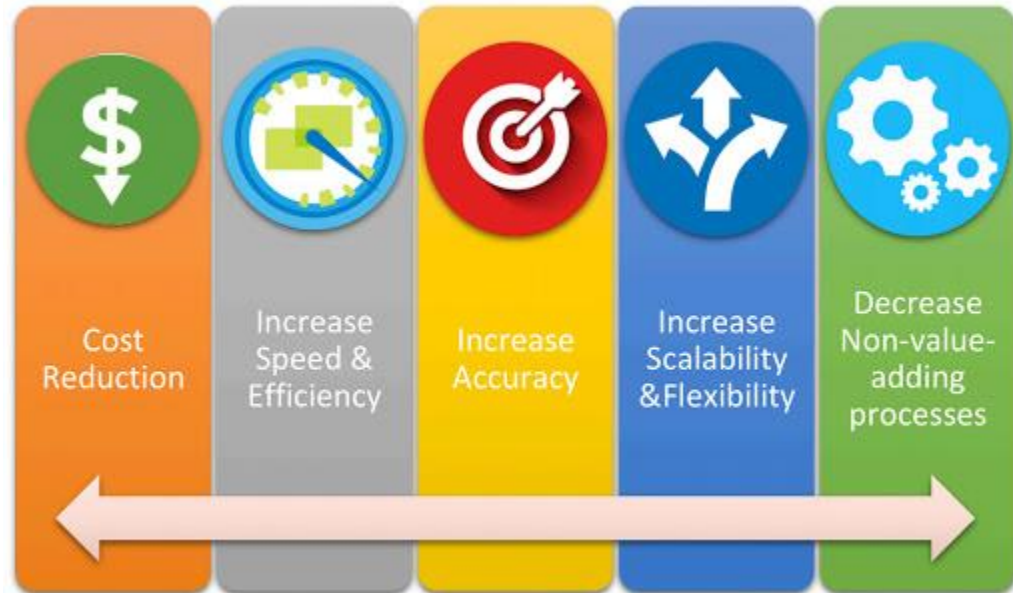 Cost
Reduction
Increase
Speed &
Efficiency
Increase
Accuracy
Increase
Scalability
&Flexibility
Decrease
Non-value-
adding
processes